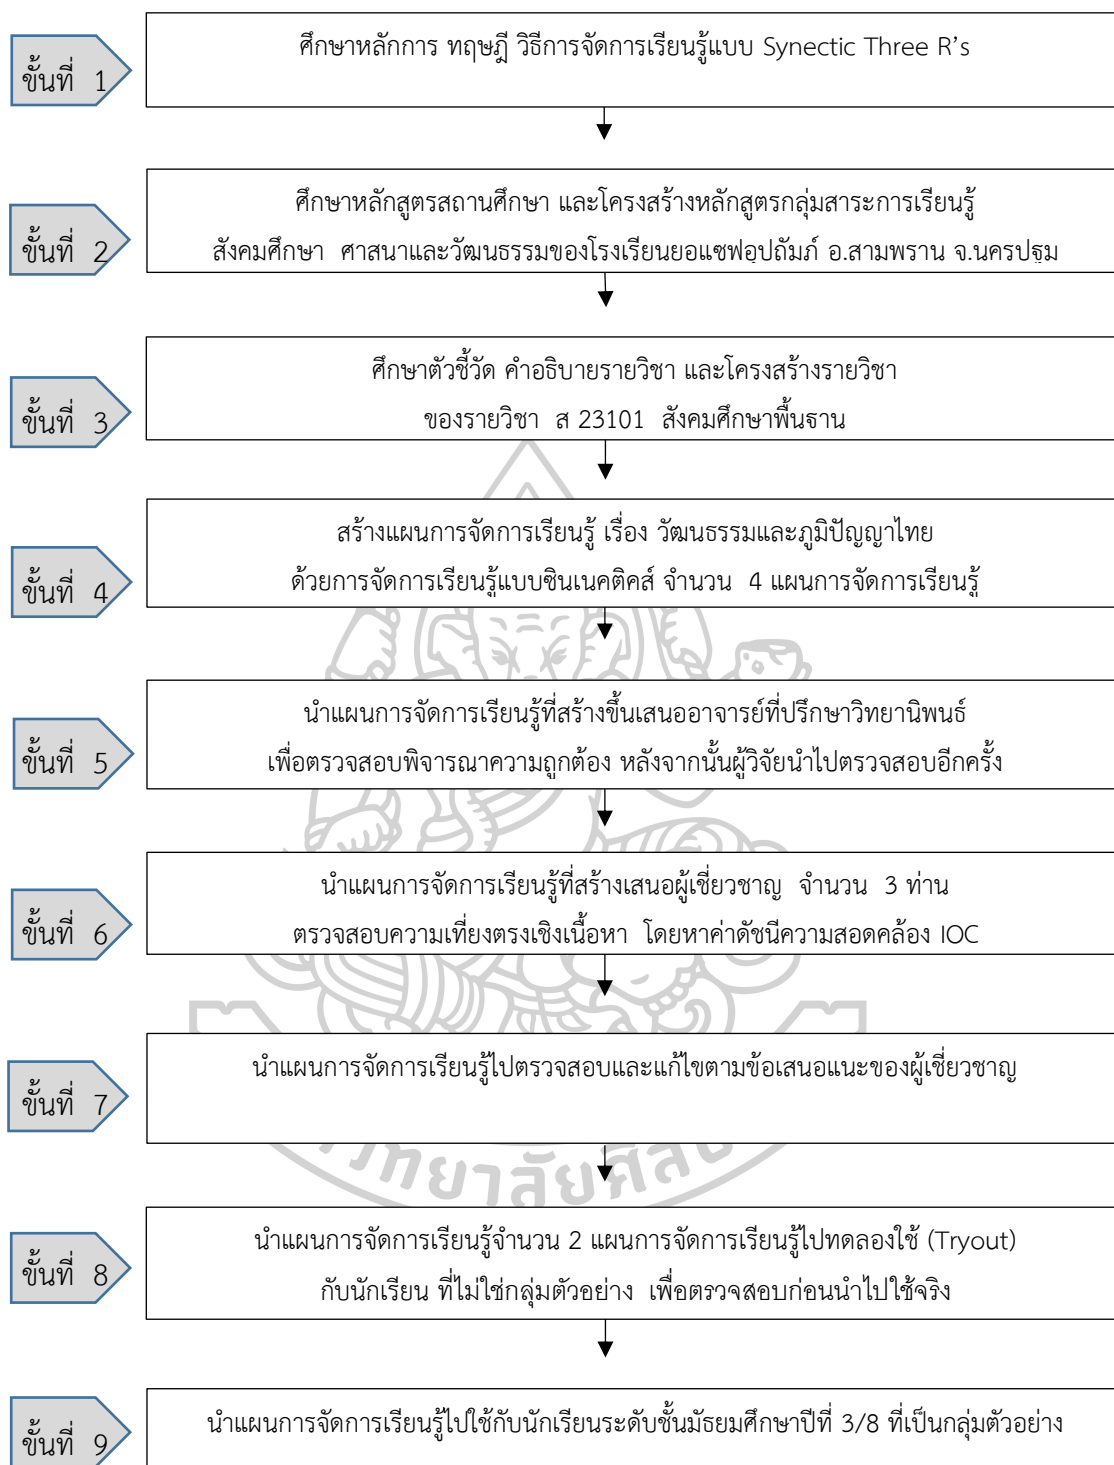 ขั้นที่ 1
ศึกษาหลักการ ทฤษฎี วิธีการจัดการเรียนรู้แบบ Synectic Three R’s
ขั้นที่ 2
ศึกษาหลักสูตรสถานศึกษา และโครงสร้างหลักสูตรกลุ่มสาระการเรียนรู้
สังคมศึกษา ศาสนาและวัฒนธรรมของโรงเรียนยอแซฟอุปถัมภ์ อ.สามพราน จ.นครปฐม
ขั้นที่ 3
ศึกษาตัวชี้วัด คำอธิบายรายวิชา และโครงสร้างรายวิชา
ของรายวิชา ส 23101 สังคมศึกษาพื้นฐาน
ขั้นที่ 4
สร้างแผนการจัดการเรียนรู้ เรื่อง วัฒนธรรมและภูมิปัญญาไทย
ด้วยการจัดการเรียนรู้แบบซินเนคติคส์ จำนวน 4 แผนการจัดการเรียนรู้
ขั้นที่ 5
นำแผนการจัดการเรียนรู้ที่สร้างขึ้นเสนออาจารย์ที่ปรึกษาวิทยานิพนธ์
เพื่อตรวจสอบพิจารณาความถูกต้อง หลังจากนั้นผู้วิจัยนำไปตรวจสอบอีกครั้ง
ขั้นที่ 6
นำแผนการจัดการเรียนรู้ที่สร้างเสนอผู้เชี่ยวชาญ จำนวน 3 ท่าน
ตรวจสอบความเที่ยงตรงเชิงเนื้อหา โดยหาค่าดัชนีความสอดคล้อง IOC
ขั้นที่ 7
นำแผนการจัดการเรียนรู้ไปตรวจสอบและแก้ไขตามข้อเสนอแนะของผู้เชี่ยวชาญ
ขั้นที่ 8
นำแผนการจัดการเรียนรู้จำนวน 2 แผนการจัดการเรียนรู้ไปทดลองใช้ (Tryout)
กับนักเรียน ที่ไม่ใช่กลุ่มตัวอย่าง เพื่อตรวจสอบก่อนนำไปใช้จริง
ขั้นที่ 9
นำแผนการจัดการเรียนรู้ไปใช้กับนักเรียนระดับชั้นมัธยมศึกษาปีที่ 3/8 ที่เป็นกลุ่มตัวอย่าง